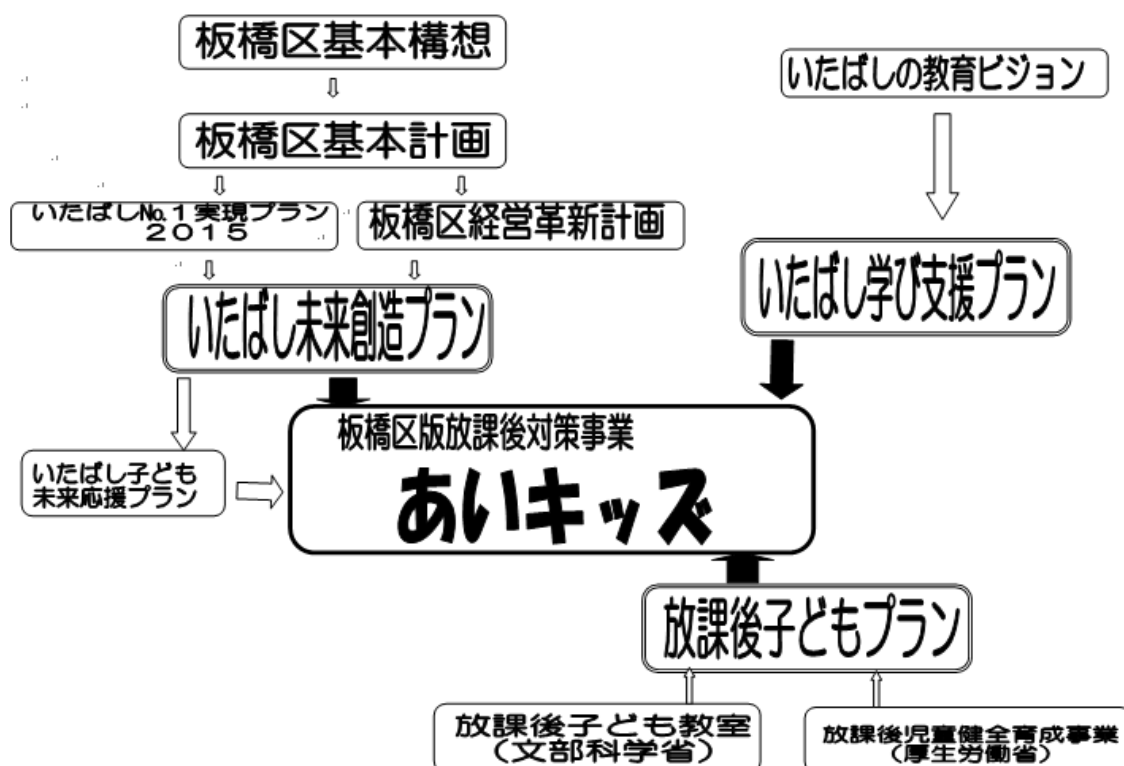 板橋区基本構想
いたばしの教育ビジョン
板橋区基本計画
いたばし№1実現プラン
2015
板橋区経営革新計画
いたばし学び支援プラン
いたばし未来創造プラン
板橋区版放課後対策事業
あいキッズ
いたばし子ども
未来応援プラン
放課後子どもプラン
放課後子ども教室
(文部科学省)
放課後児童健全育成事業
(厚生労働省)